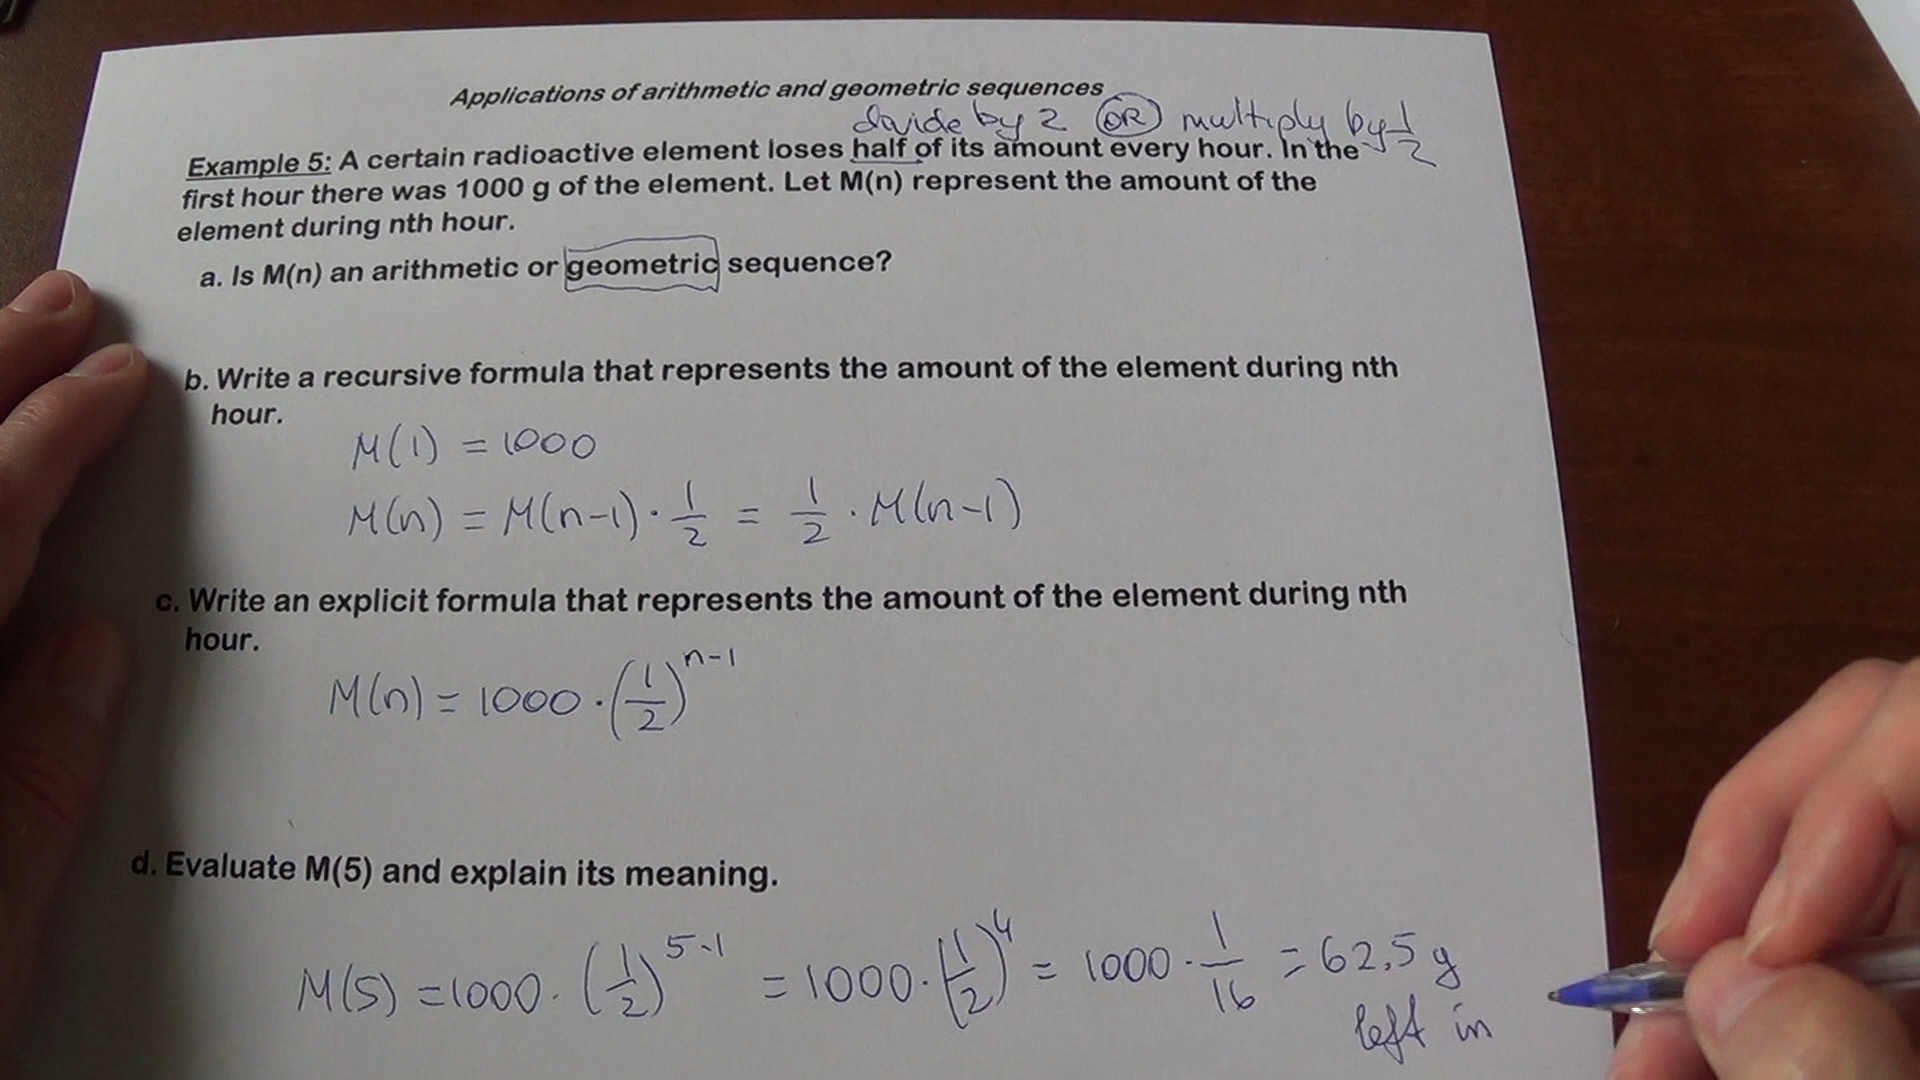 Applications of arithmetic and geometric sequences
divide by 2 OR multiply by 1/2
Example 5: A certain radioactive element loses half of its amount every hour. In the
first hour there was 1000 g of the element. Let M(n) represent the amount of the
element during nth hour.
a. Is M(n) an arithmetic or geometric sequence?
b. Write a recursive formula that represents the amount of the element during nth
hour.
M(1) = 1000
M(n) = M(n-1) · 1/2 = 1/2 · M(n-1)
c. Write an explicit formula that represents the amount of the element during nth
hour.
M(n) = 1000 · (1/2)^(n-1)
d. Evaluate M(5) and explain its meaning.
M(5) = 1000 · (1/2)^(5-1) = 1000 · (1/2)^4 = 1000 · 1/16 = 62,5 g
left in